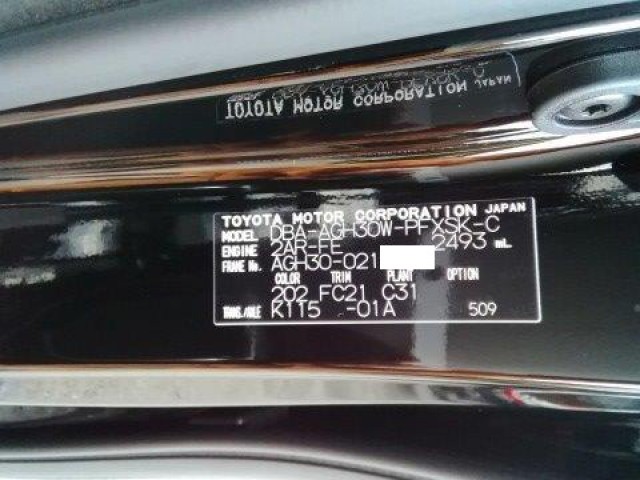 TOYOTA MOTOR CORPORATION JAPAN
TOYOTA MOTOR CORPORATION JAPAN
MODEL DBA-AGH30W-PFXSK-C
ENGINE 2AR-FE 2493 mL
FRAME No. AGH30-021
COLOR TRIM PLANT OPTION
202 FC21 C31
TRANS./AXLE K115 -01A 509